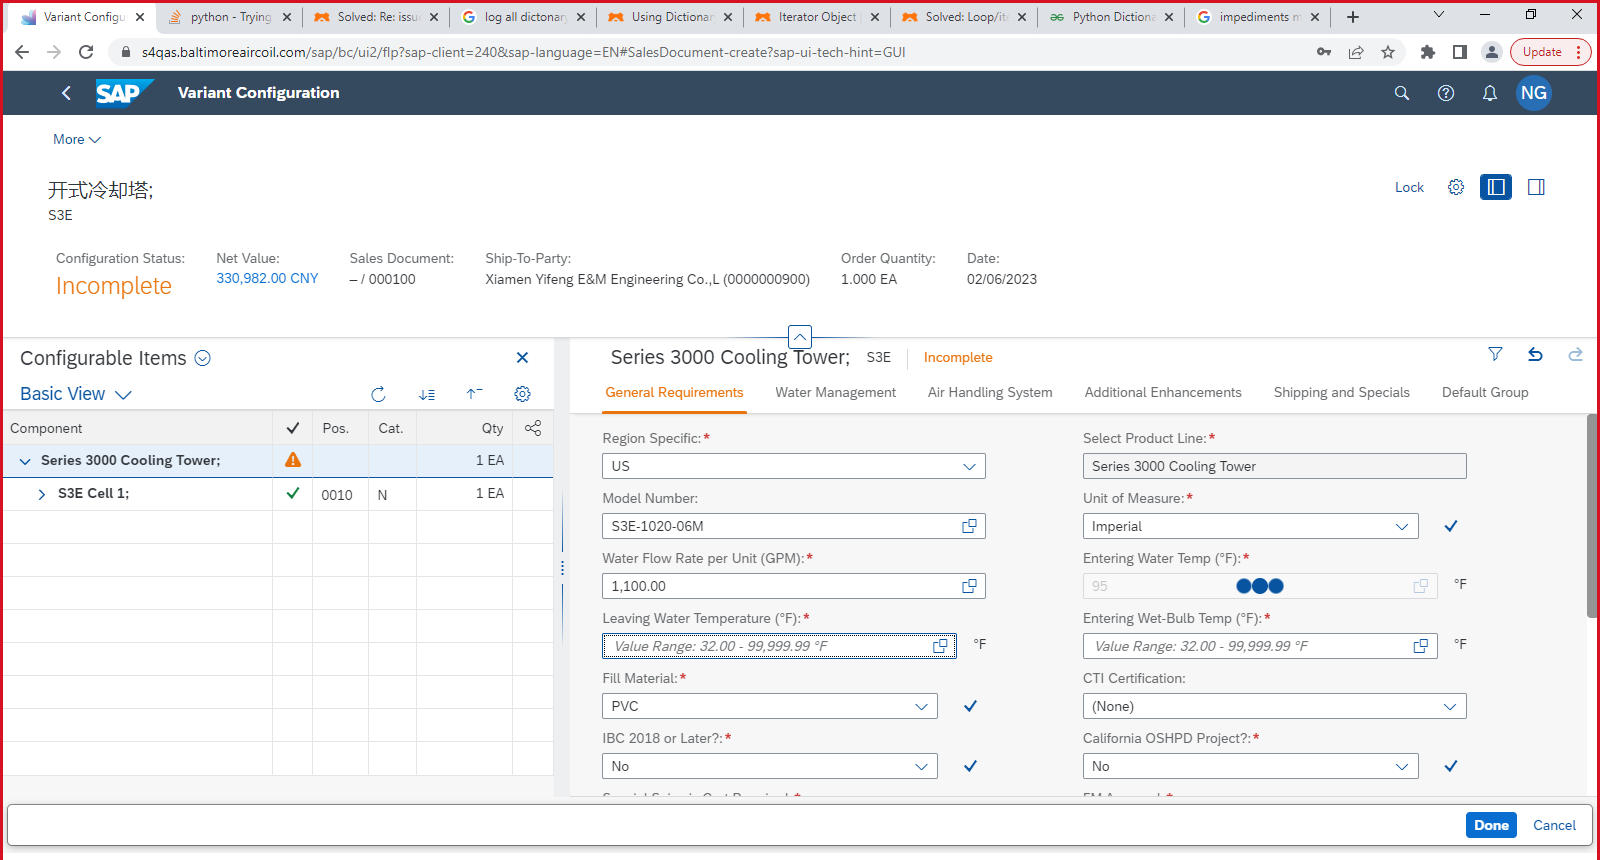 Variant Configu
python - Trying
Solved: Re: issu
log all dictonar
Using Dictionar
Iterator Object
Solved: Loop/it
Python Dictiona
impediments m
s4qas.baltimoreaircoil.com/sap/bc/ui2/flp?sap-client=240&sap-language=EN#SalesDocument-create?sap-ui-tech-hint=GUI
Update
SAP
Variant Configuration
NG
More
开式冷却塔;
S3E
Lock
Configuration Status:
Incomplete
Net Value:
330,982.00 CNY
Sales Document:
– / 000100
Ship-To-Party:
Xiamen Yifeng E&M Engineering Co.,L (0000000900)
Order Quantity:
1.000 EA
Date:
02/06/2023
Configurable Items
Basic View
Component Pos. Cat. Qty
Series 3000 Cooling Tower; 1 EA
S3E Cell 1; 0010 N 1 EA
Series 3000 Cooling Tower; S3E Incomplete
General Requirements Water Management Air Handling System Additional Enhancements Shipping and Specials Default Group
Region Specific:*
US
Select Product Line:*
Series 3000 Cooling Tower
Model Number:
S3E-1020-06M
Unit of Measure:*
Imperial
Water Flow Rate per Unit (GPM):*
1,100.00
Entering Water Temp (°F):*
95 °F
Leaving Water Temperature (°F):*
Value Range: 32.00 - 99,999.99 °F °F
Entering Wet-Bulb Temp (°F):*
Value Range: 32.00 - 99,999.99 °F °F
Fill Material:*
PVC
CTI Certification:
(None)
IBC 2018 or Later?:*
No
California OSHPD Project?:*
No
Done Cancel